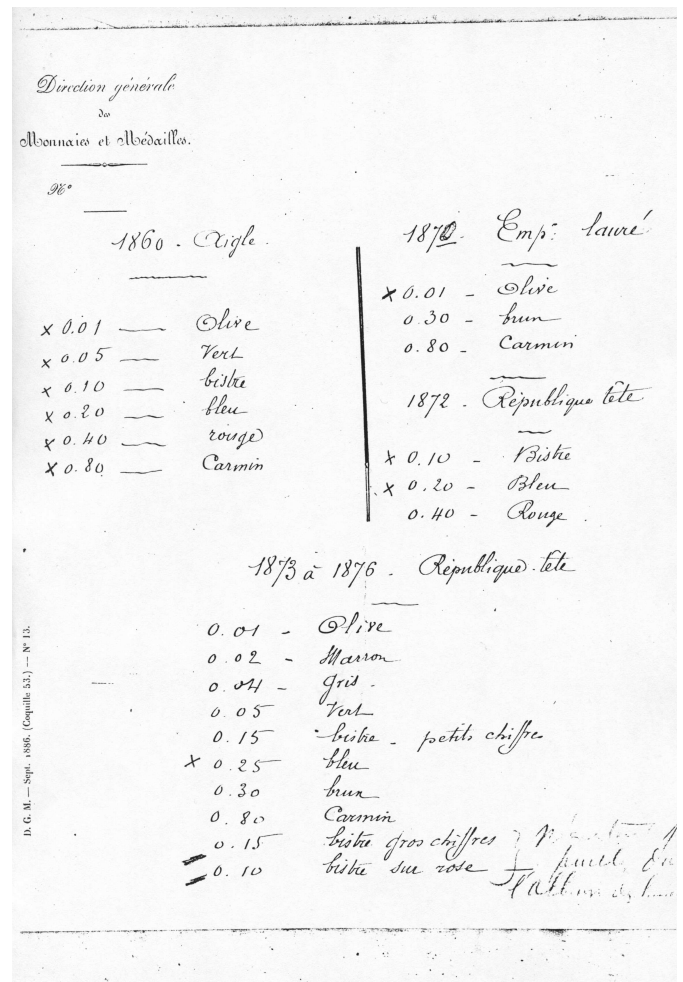 Direction générale
des
Monnaies et Médailles.
N°
1860 - Aigle.
x 0.01 — Olive
x 0.05 — Vert
x 0.10 — bistre
x 0.20 — bleu
x 0.40 — rouge
x 0.80 — Carmin
1870. Emp: lauré
x 0.01 - Olive
0.30 - brun
0.80 - Carmin
1872. République tête
x 0.10 - Bistre
x 0.20 - Bleu
0.40 - Rouge
1873 à 1876. République tête
0.01 - Olive
0.02 - Marron
0.04 - gris.
0.05 Vert
0.15 bistre - petits chiffres
x 0.25 bleu
0.30 brun
0.80 Carmin
0.15 bistre gros chiffres
0.10 bistre sur rose
l'Album de
D. G. M. — Sept. 1886. (Coquille 53.) — N° 13.